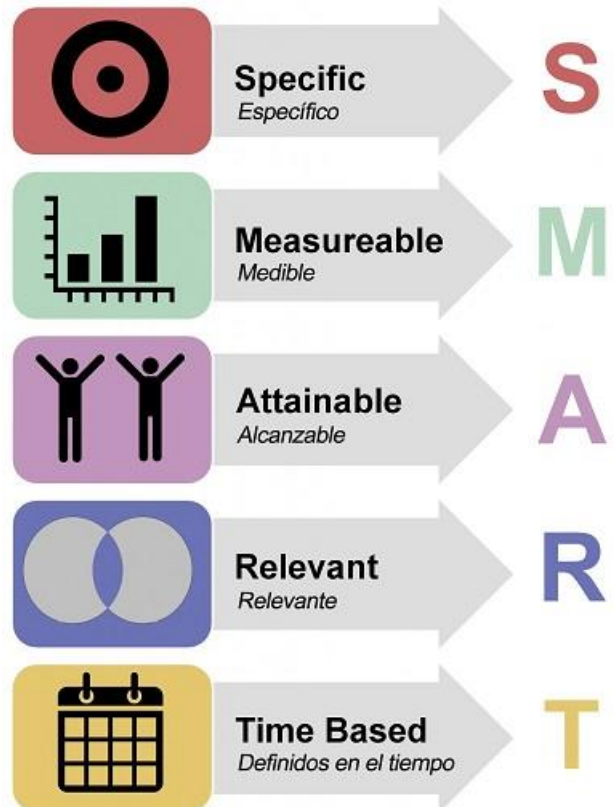 Specific
Específico
S
Measureable
Medible
M
Attainable
Alcanzable
A
Relevant
Relevante
R
Time Based
Definidos en el tiempo
T